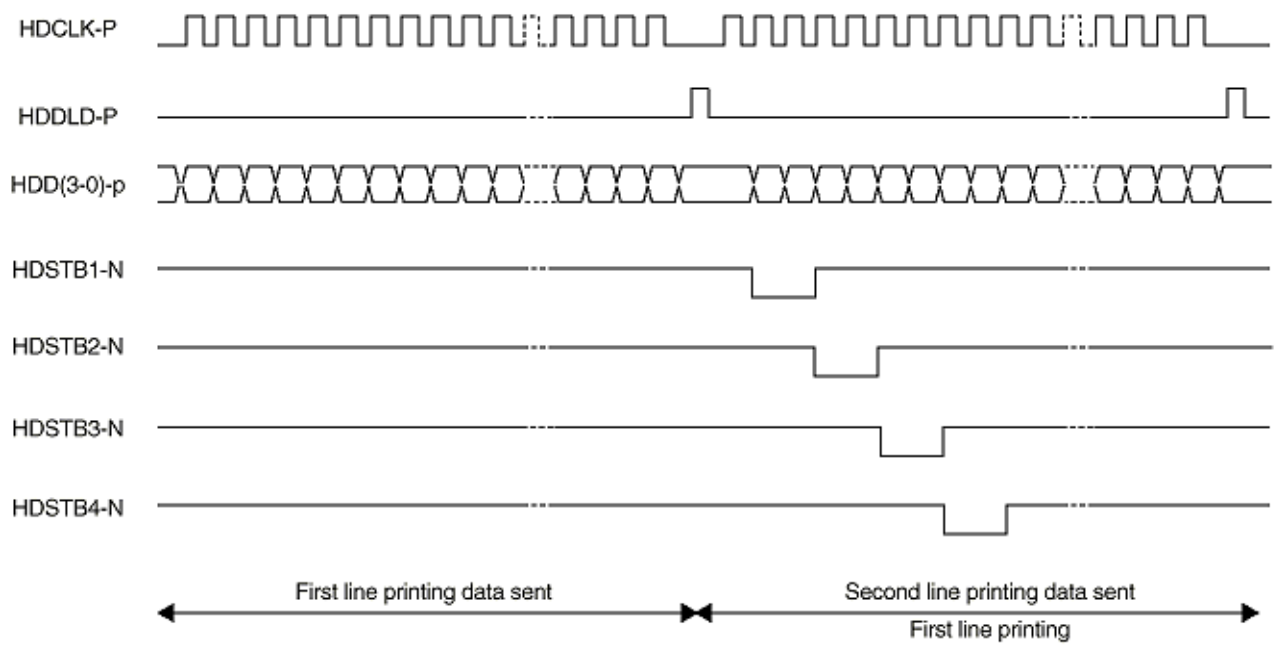 HDCLK-P
HDDLD-P
HDD(3-0)-p
HDSTB1-N
HDSTB2-N
HDSTB3-N
HDSTB4-N
First line printing data sent
Second line printing data sent
First line printing